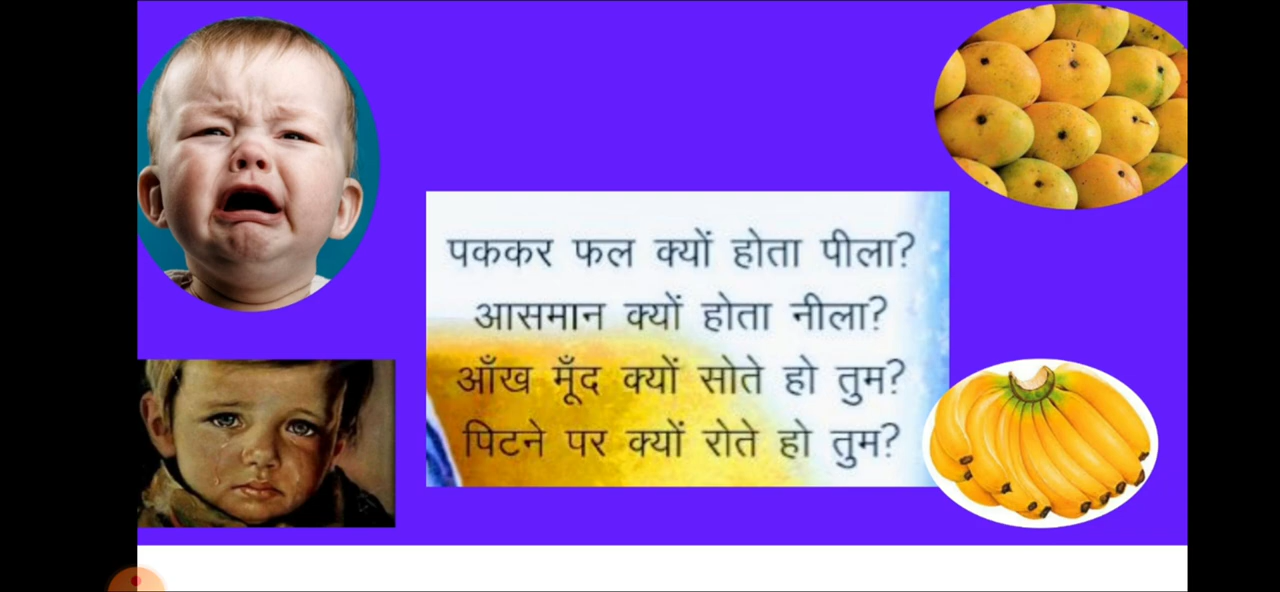 पककर फल क्यों होता पीला?
आसमान क्यों होता नीला?
आँख मूँद क्यों सोते हो तुम?
पिटने पर क्यों रोते हो तुम?